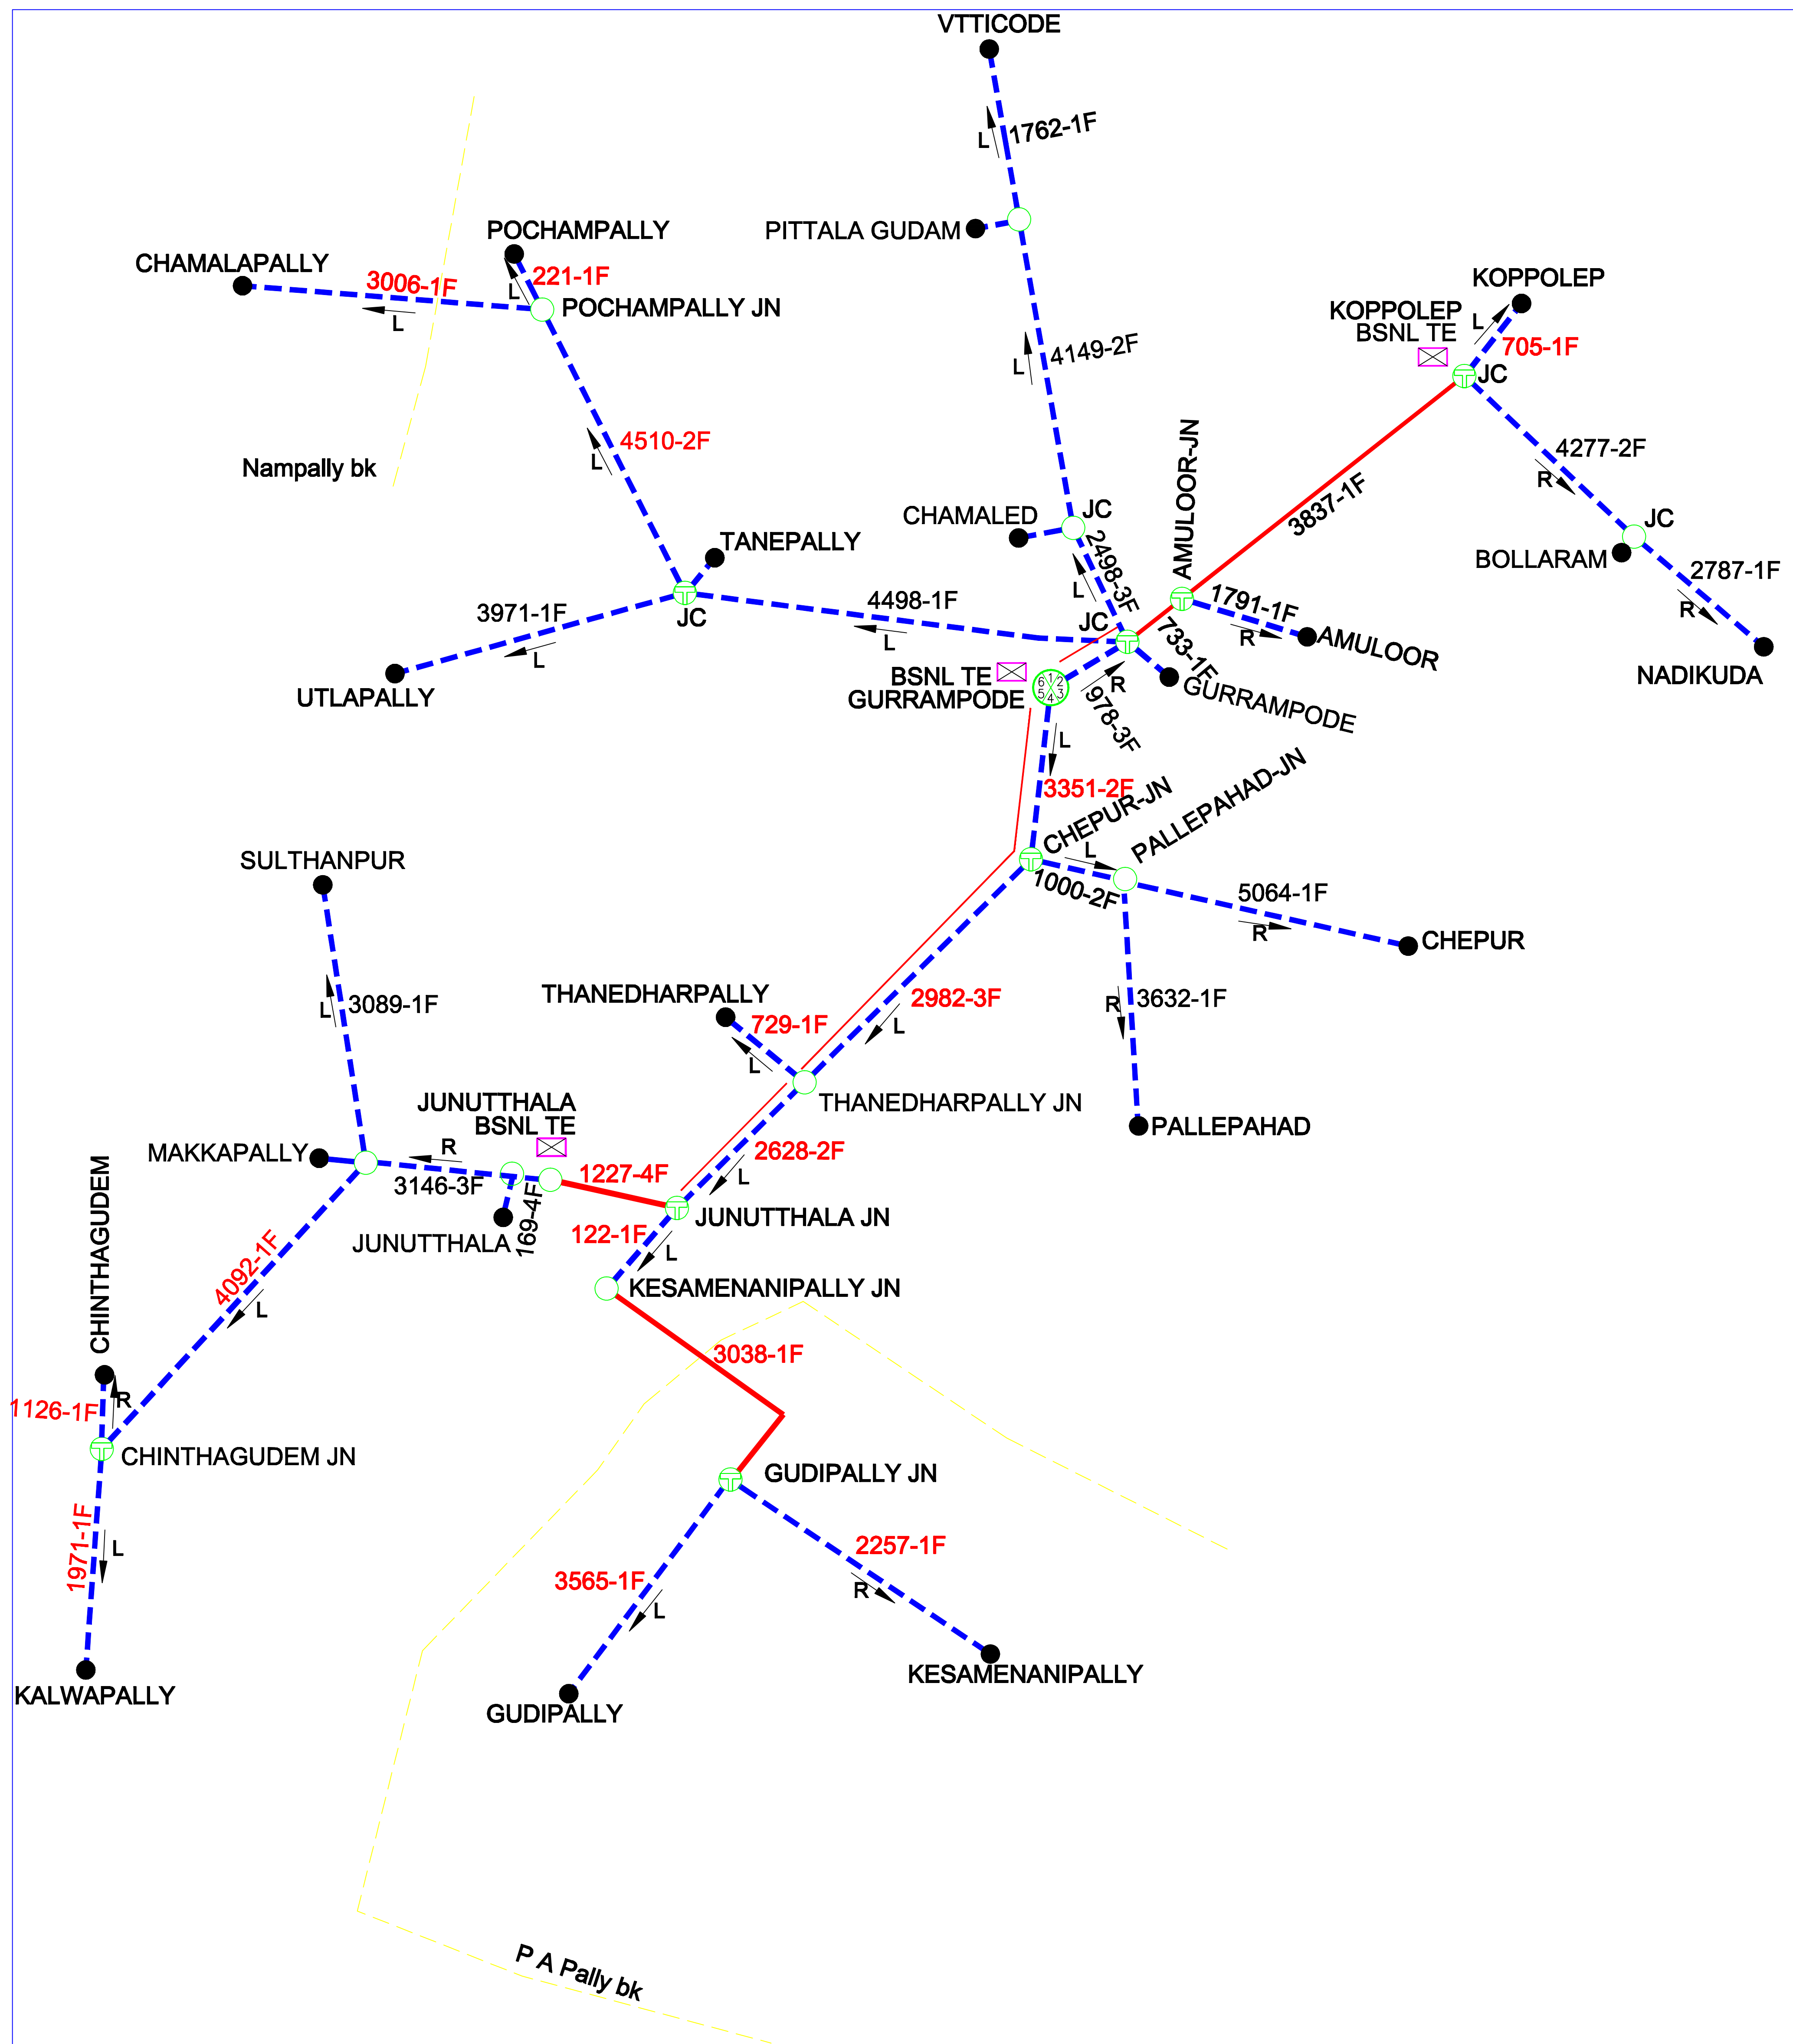 VTTICODE
1762-1F
L
PITTALA GUDAM
POCHAMPALLY
CHAMALAPALLY
3006-1F
221-1F
L
L
POCHAMPALLY JN
KOPPOLEP
KOPPOLEP
BSNL TE
L
705-1F
JC
4149-2F
L
4510-2F
L
Nampally bk
AMULOOR-JN
4277-2F
R
3837-1F
CHAMALED
JC
JC
BOLLARAM
TANEPALLY
2498-3F
L
2787-1F
R
3971-1F
L
JC
4498-1F
L
JC
1791-1F
R
AMULOOR
733-1F
UTLAPALLY
BSNL TE
GURRAMPODE
1
2
3
4
5
6
R
978-3F
GURRAMPODE
NADIKUDA
L
3351-2F
CHEPUR-JN
PALLEPAHAD-JN
L
1000-2F
5064-1F
R
CHEPUR
SULTHANPUR
3089-1F
L
THANEDHARPALLY
729-1F
L
2982-3F
L
3632-1F
R
THANEDHARPALLY JN
PALLEPAHAD
JUNUTTHALA
BSNL TE
MAKKAPALLY
R
3146-3F
1227-4F
2628-2F
L
169-4F
JUNUTTHALA
JUNUTTHALA JN
122-1F
L
KESAMENANIPALLY JN
CHINTHAGUDEM
4092-1F
L
3038-1F
1126-1F
R
CHINTHAGUDEM JN
GUDIPALLY JN
1971-1F
L
2257-1F
R
3565-1F
L
KESAMENANIPALLY
KALWAPALLY
GUDIPALLY
P A Pally bk